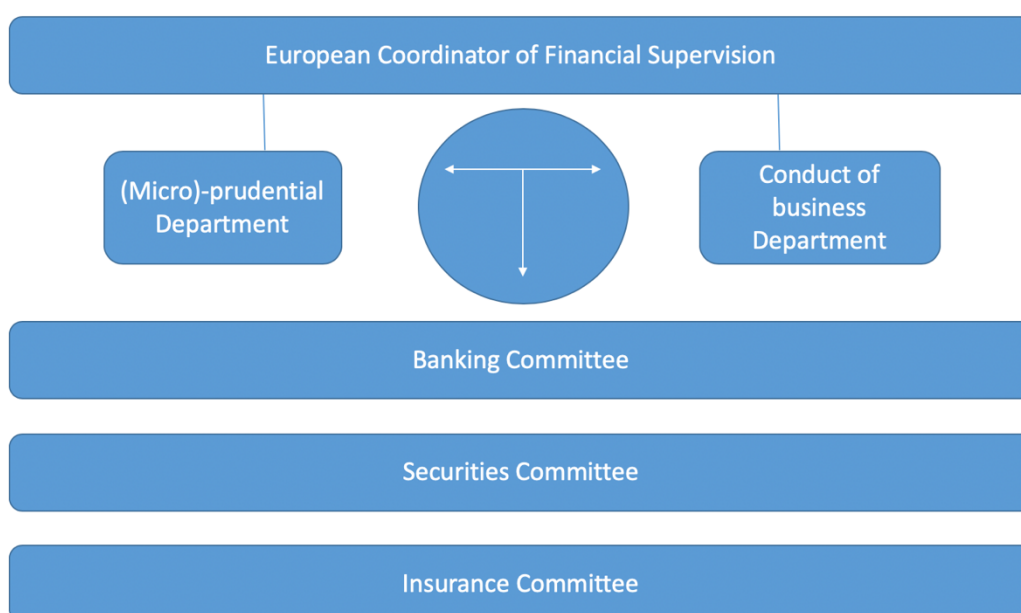 European Coordinator of Financial Supervision
(Micro)-prudential
Department
Conduct of
business
Department
Banking Committee
Securities Committee
Insurance Committee